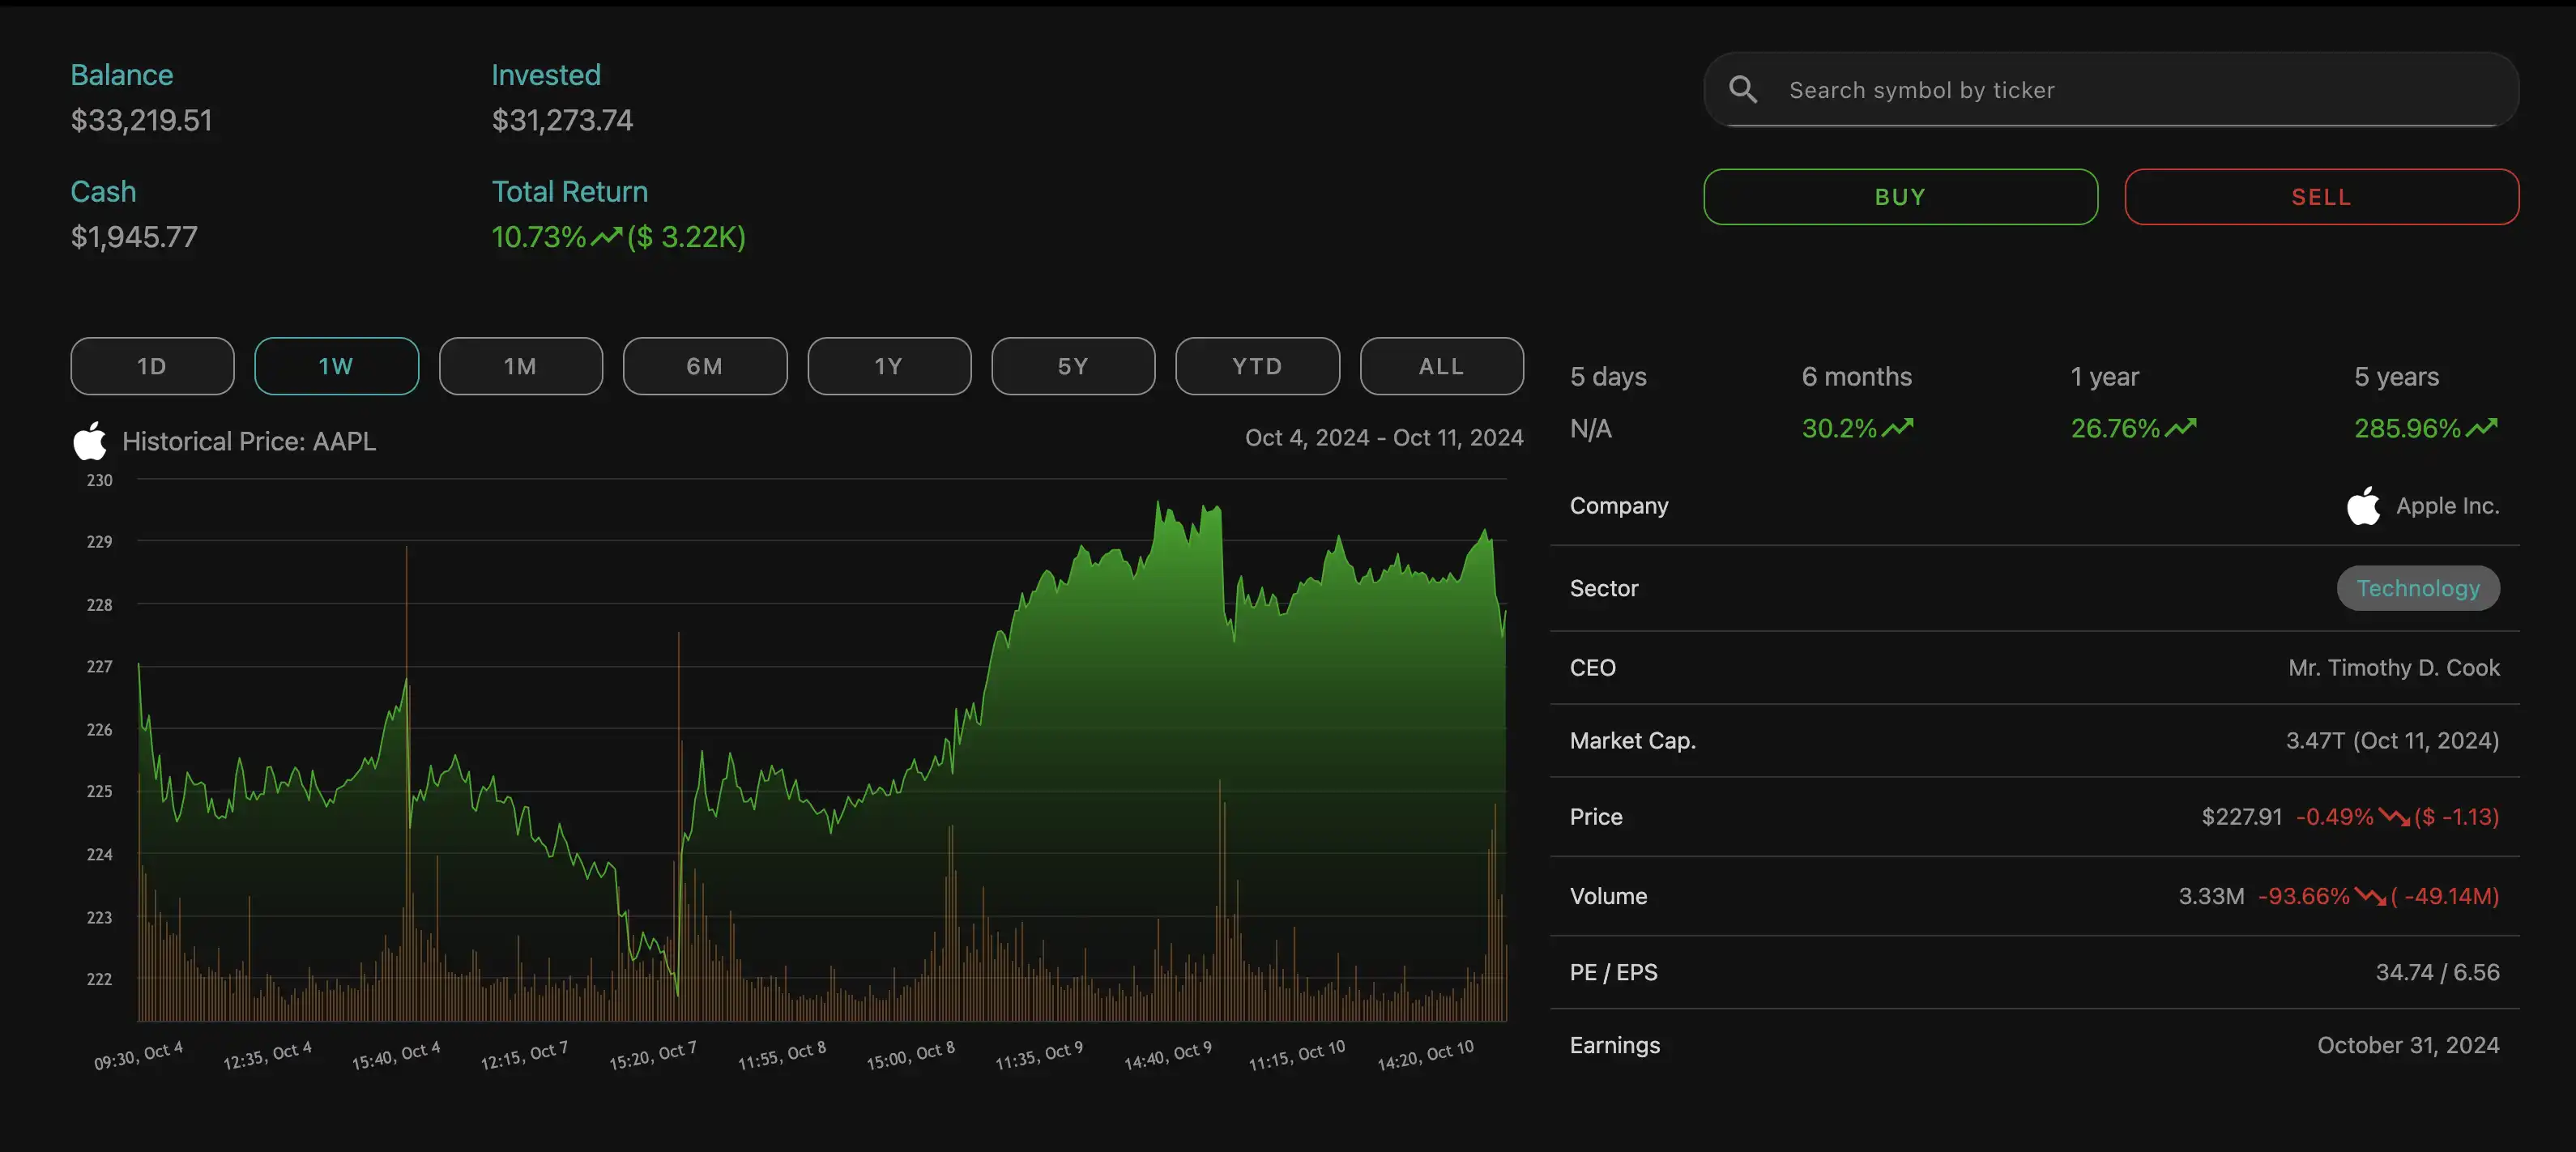 Balance
$33,219.51
Invested
$31,273.74
Cash
$1,945.77
Total Return
10.73% ($ 3.22K)
Search symbol by ticker
BUY
SELL
1D
1W
1M
6M
1Y
5Y
YTD
ALL
Historical Price: AAPL
Oct 4, 2024 - Oct 11, 2024
230
229
228
227
226
225
224
223
222
09:30, Oct 4
12:35, Oct 4
15:40, Oct 4
12:15, Oct 7
15:20, Oct 7
11:55, Oct 8
15:00, Oct 8
11:35, Oct 9
14:40, Oct 9
11:15, Oct 10
14:20, Oct 10
5 days
6 months
1 year
5 years
N/A
30.2%
26.76%
285.96%
Company
Apple Inc.
Sector
Technology
CEO
Mr. Timothy D. Cook
Market Cap.
3.47T (Oct 11, 2024)
Price
$227.91 -0.49% ($ -1.13)
Volume
3.33M -93.66% ( -49.14M)
PE / EPS
34.74 / 6.56
Earnings
October 31, 2024